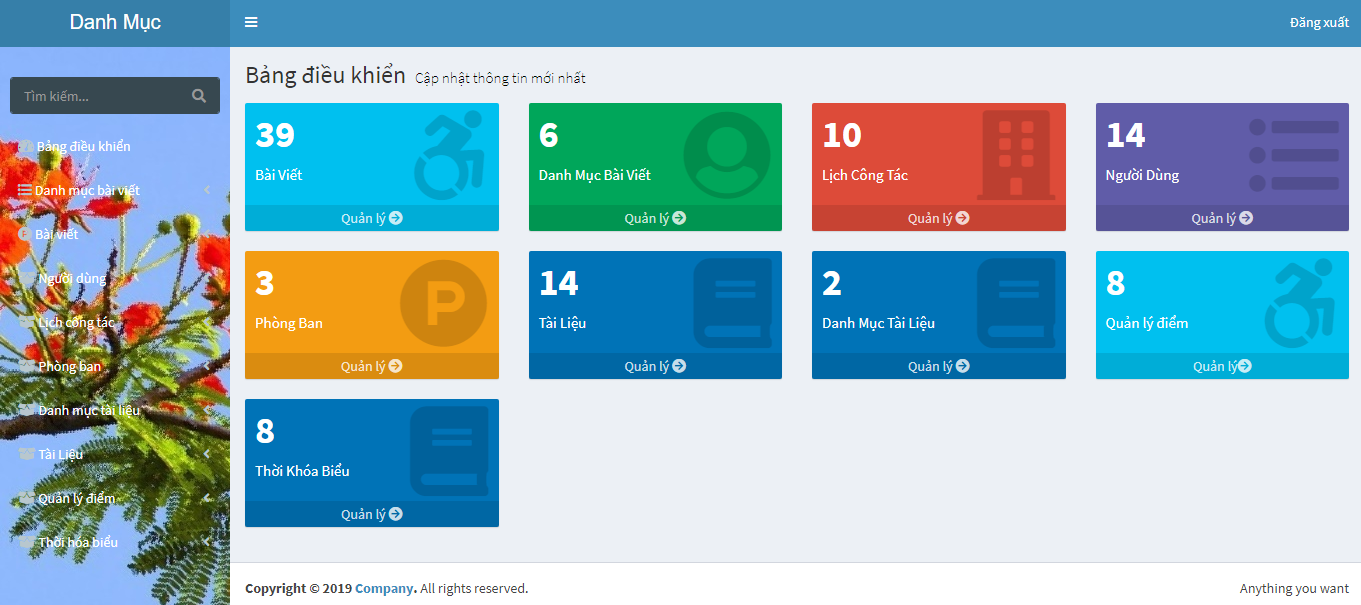 Danh Mục
Đăng xuất
Tìm kiếm...
Bảng điều khiển
Danh mục bài viết
Bài viết
Người dùng
Lịch công tác
Phòng ban
Danh mục tài liệu
Tài Liệu
Quản lý điểm
Thời hóa biểu
Bảng điều khiển Cập nhật thông tin mới nhất
39
Bài Viết
Quản lý
6
Danh Mục Bài Viết
Quản lý
10
Lịch Công Tác
Quản lý
14
Người Dùng
Quản lý
3
Phòng Ban
P
Quản lý
14
Tài Liệu
Quản lý
2
Danh Mục Tài Liệu
Quản lý
8
Quản lý điểm
Quản lý
8
Thời Khóa Biểu
Quản lý
Copyright © 2019 Company. All rights reserved.
Anything you want